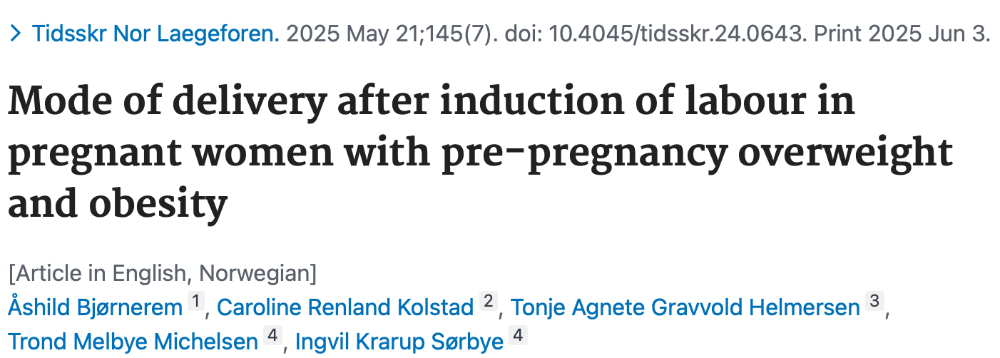 > Tidsskr Nor Laegeforen. 2025 May 21;145(7). doi: 10.4045/tidsskr.24.0643. Print 2025 Jun 3.
Mode of delivery after induction of labour in
pregnant women with pre-pregnancy overweight
and obesity
[Article in English, Norwegian]
Åshild Bjørnerem 1, Caroline Renland Kolstad 2, Tonje Agnete Gravvold Helmersen 3,
Trond Melbye Michelsen 4, Ingvil Krarup Sørbye 4